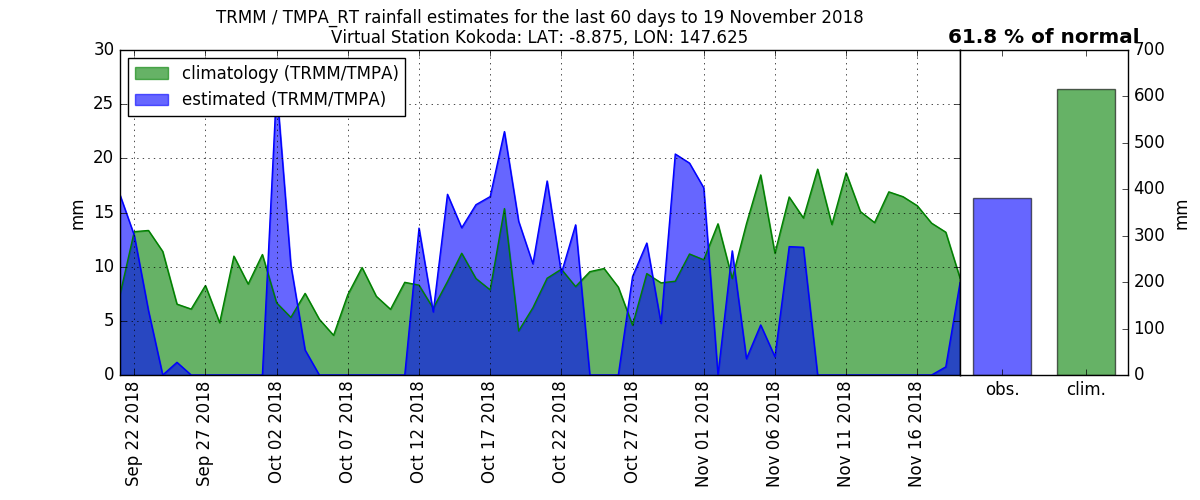 TRMM / TMPA_RT rainfall estimates for the last 60 days to 19 November 2018
Virtual Station Kokoda: LAT: -8.875, LON: 147.625
61.8 % of normal
climatology (TRMM/TMPA)
estimated (TRMM/TMPA)
mm
30
25
20
15
10
5
0
Sep 22 2018
Sep 27 2018
Oct 02 2018
Oct 07 2018
Oct 12 2018
Oct 17 2018
Oct 22 2018
Oct 27 2018
Nov 01 2018
Nov 06 2018
Nov 11 2018
Nov 16 2018
obs.
clim.
700
600
500
400
300
200
100
0
mm